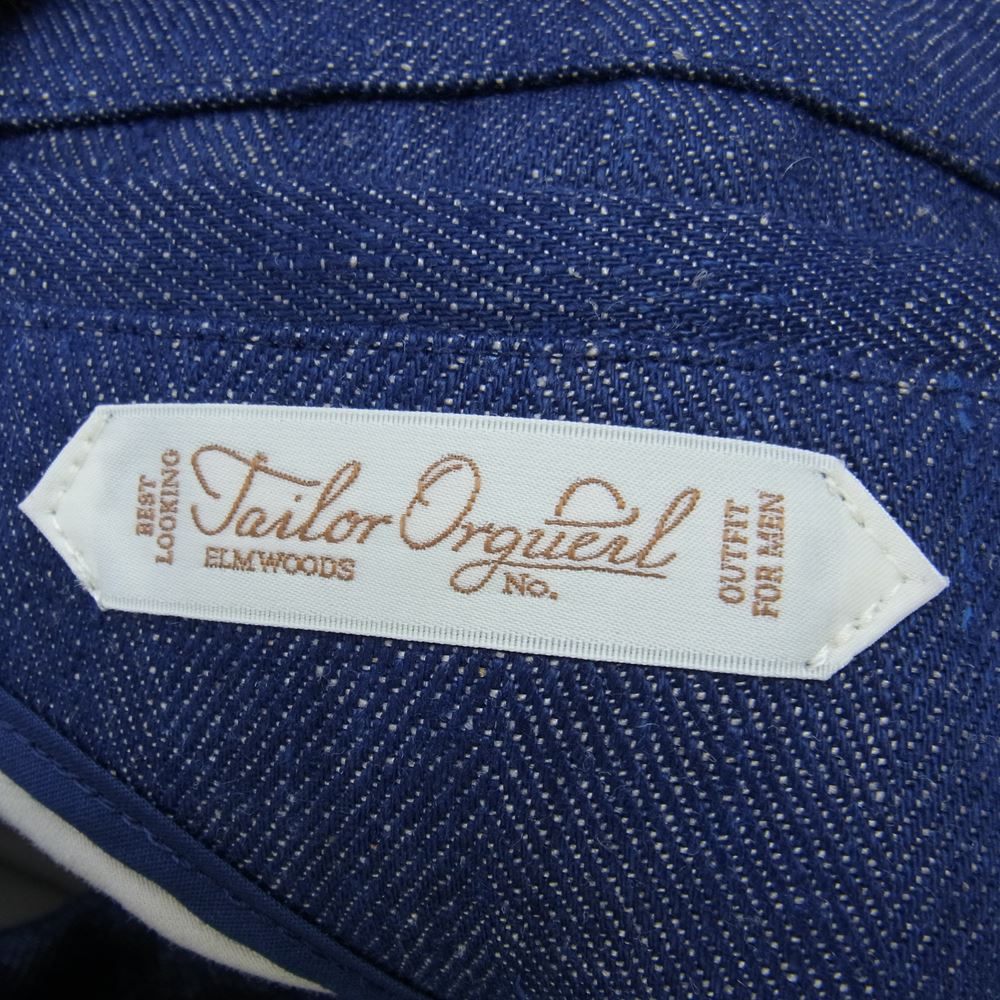 BEST
LOOKING
Tailor Orgueil
ELMWOODS
No.
OUTFIT
FOR MEN